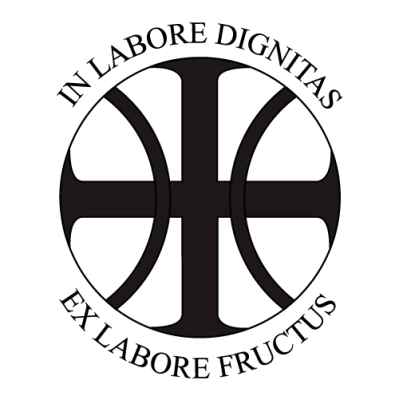 IN LABORE DIGNITAS
EX LABORE FRUCTUS